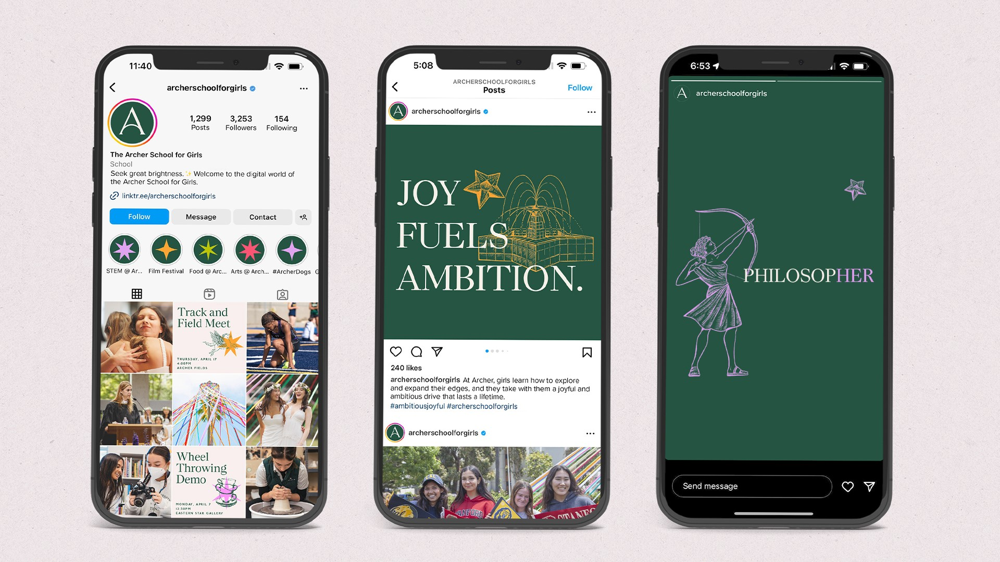 11:40
archerschoolforgirls
A
1,299 3,253 154
Posts Followers Following
The Archer School for Girls
School
Seek great brightness.✨ Welcome to the digital world of
the Archer School for Girls.
linktr.ee/archerschoolforgirls
Follow Message Contact
STEM @ Ar... Film Festival Food @ Arc... Arts @ Arch... #ArcherDogs G
Track and
Field Meet
THURSDAY, APRIL 17
4:00PM
ARCHER FIELDS
Wheel
Throwing
Demo
MONDAY, APRIL 7
12:30PM
EASTERN STAR GALLERY
5:08
ARCHERSCHOOLFORGIRLS
Posts
Follow
A
archerschoolforgirls
JOY
FUELS
AMBITION.
240 likes
archerschoolforgirls At Archer, girls learn how to explore
and expand their edges, and they take with them a joyful and
ambitious drive that lasts a lifetime.
#ambitiousjoyful #archerschoolforgirls
A
archerschoolforgirls
CAL
Cal
STANFORD
6:53
A
archerschoolforgirls
PHILOSOPHER
Send message